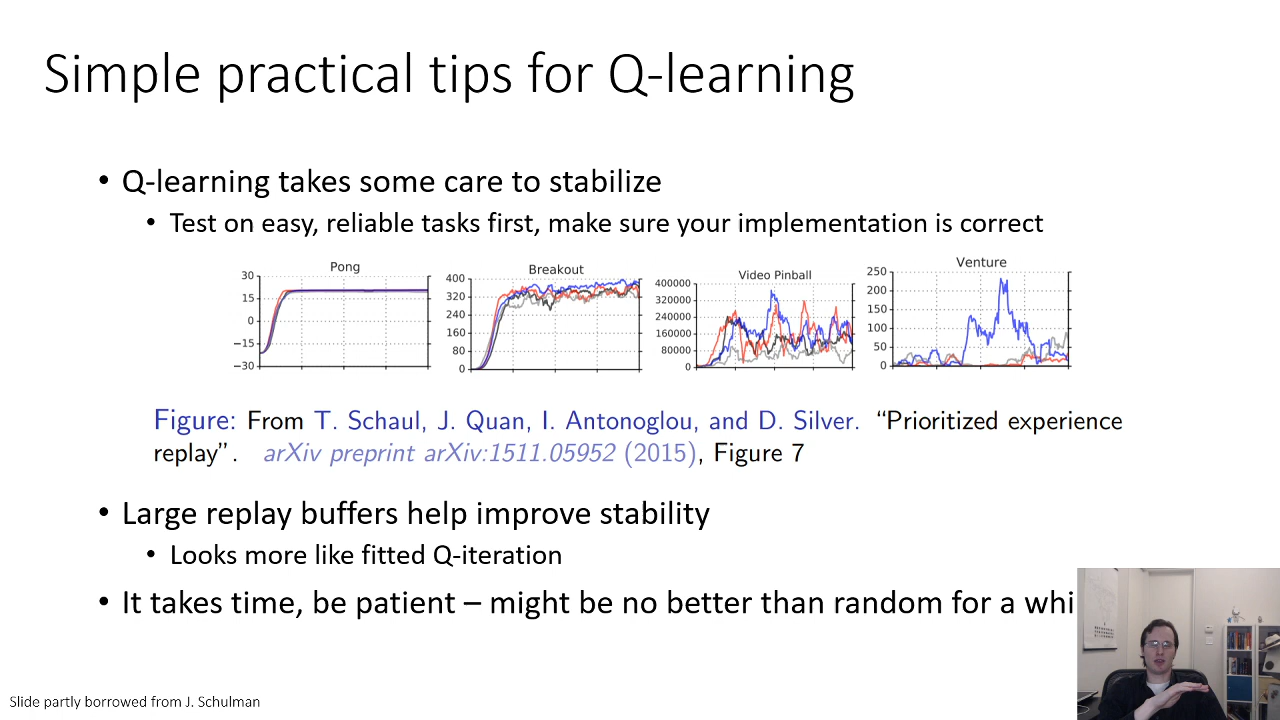 Simple practical tips for Q-learning
• Q-learning takes some care to stabilize
• Test on easy, reliable tasks first, make sure your implementation is correct
Pong
30
15
0
−15
−30
Breakout
400
320
240
160
80
0
Video Pinball
400000
320000
240000
160000
80000
0
Venture
250
200
150
100
50
0
Figure: From T. Schaul, J. Quan, I. Antonoglou, and D. Silver. “Prioritized experience
replay”. arXiv preprint arXiv:1511.05952 (2015), Figure 7
• Large replay buffers help improve stability
• Looks more like fitted Q-iteration
• It takes time, be patient – might be no better than random for a whi
Slide partly borrowed from J. Schulman